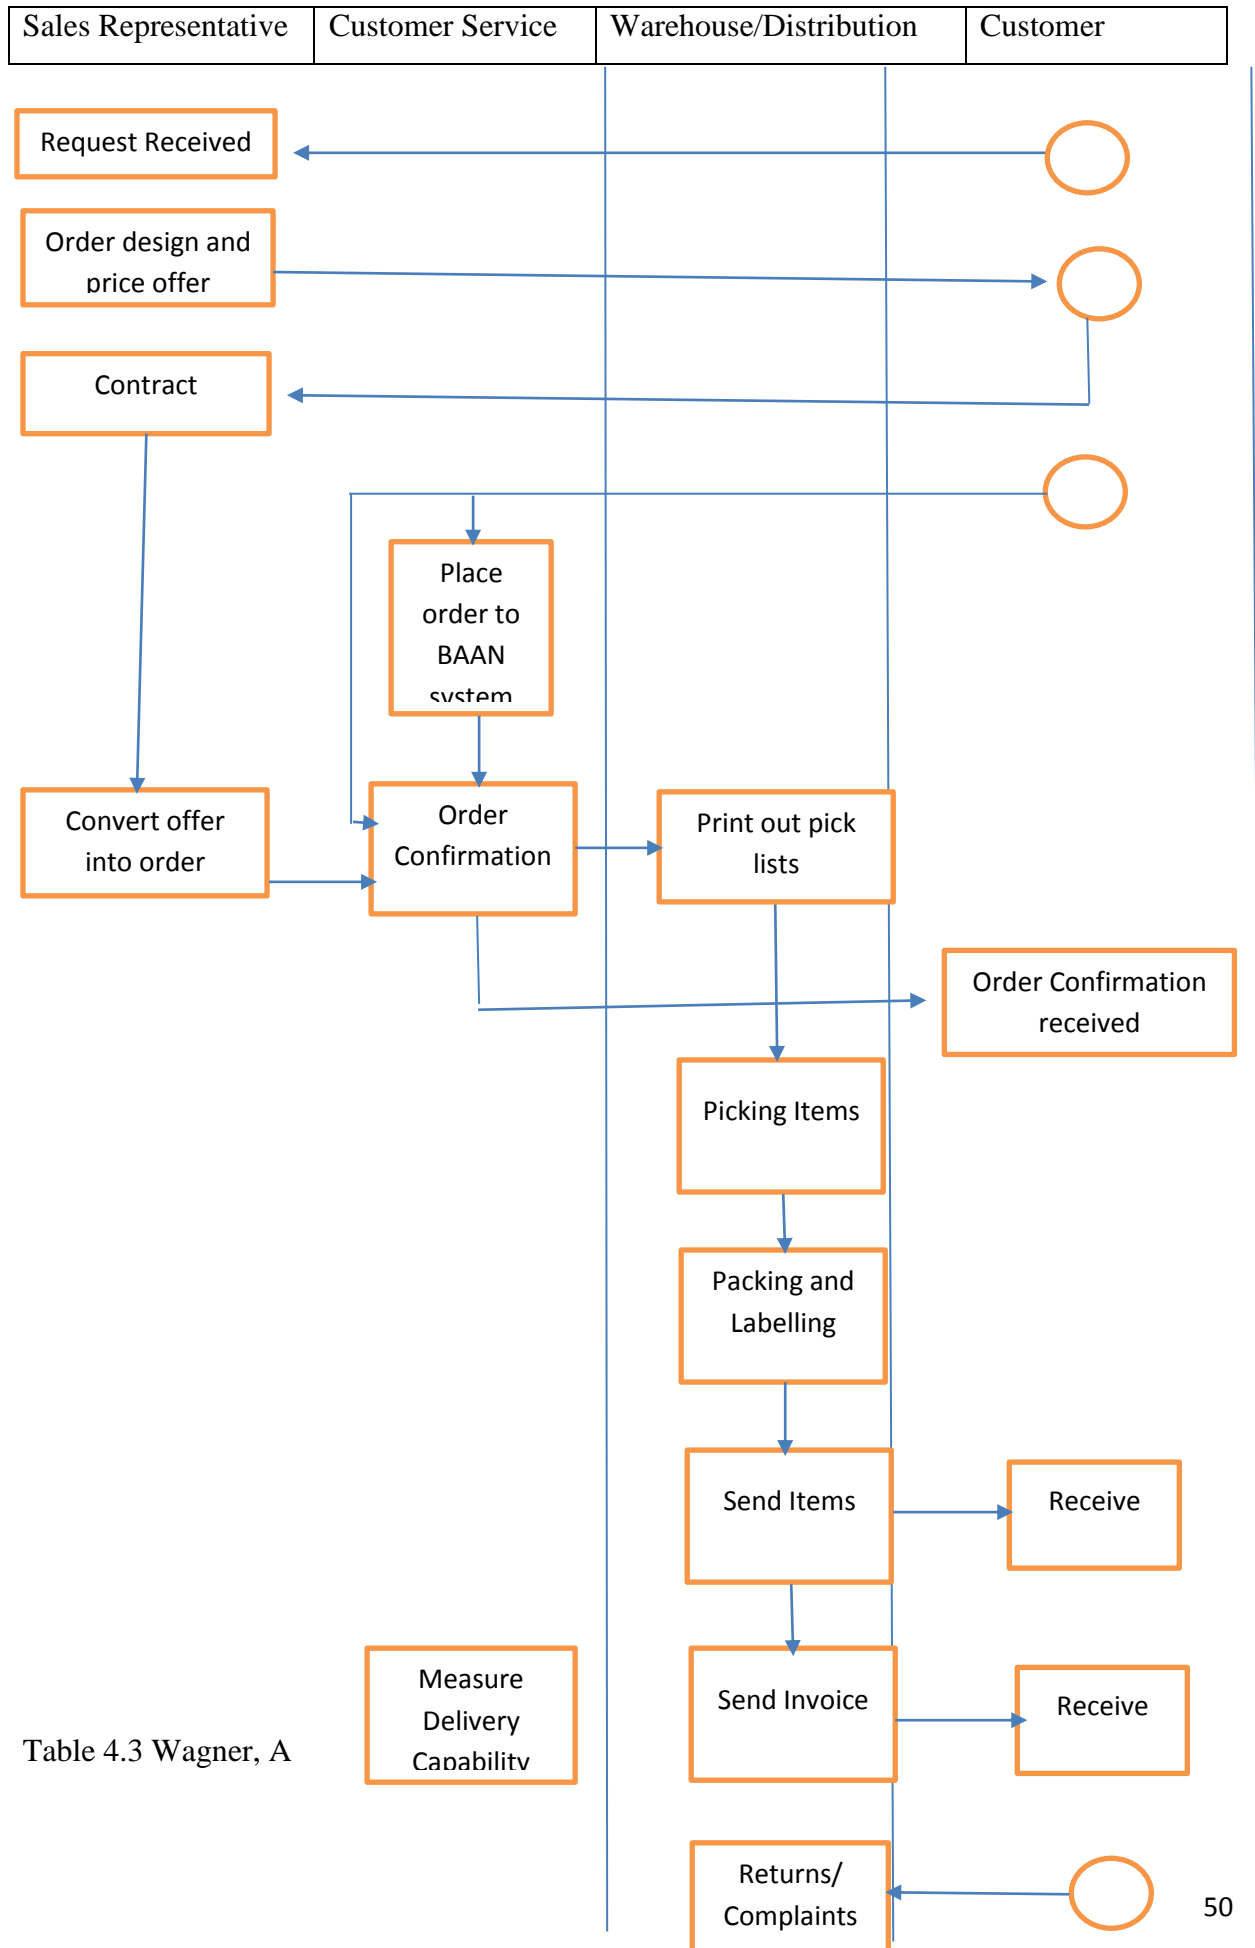 Sales Representative
Customer Service
Warehouse/Distribution
Customer
Request Received
Order design and
price offer
Contract
Place
order to
BAAN
system
Convert offer
into order
Order
Confirmation
Print out pick
lists
Order Confirmation
received
Picking Items
Packing and
Labelling
Send Items
Receive
Measure
Delivery
Capability
Send Invoice
Receive
Table 4.3 Wagner, A
Returns/
Complaints
50